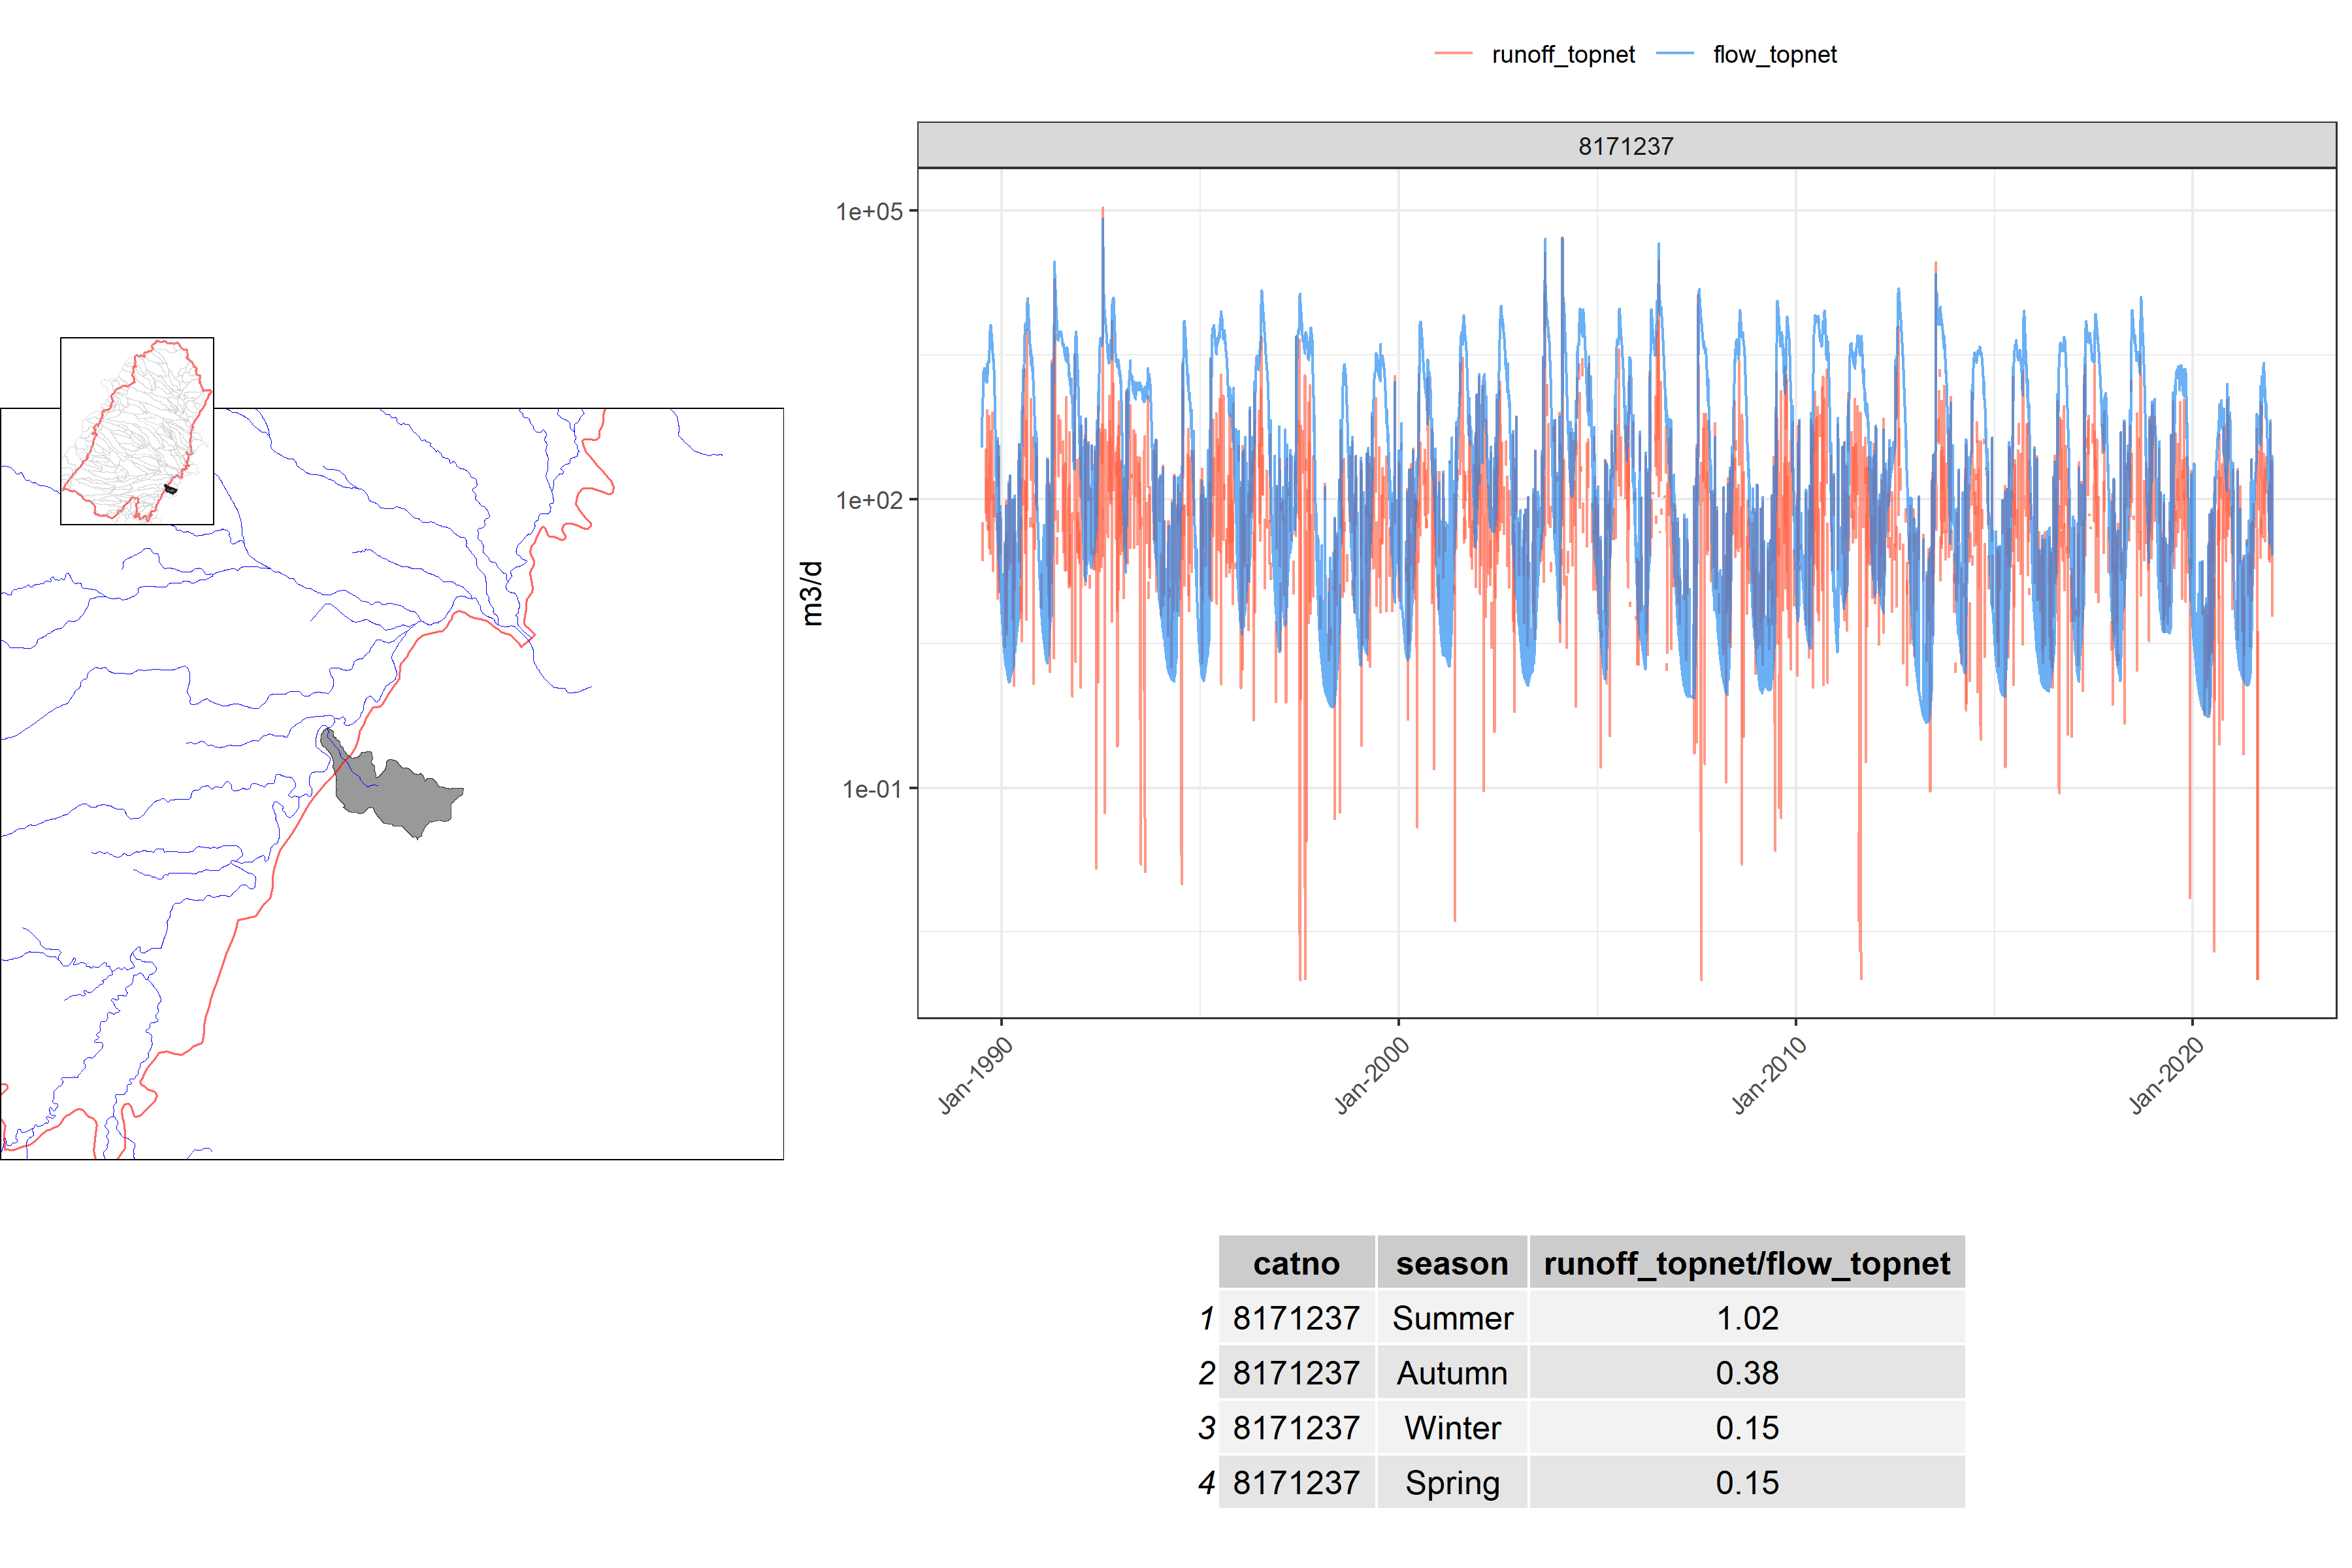 runoff_topnet flow_topnet
8171237
1e+05
1e+02
1e-01
m3/d
Jan-1990 Jan-2000 Jan-2010 Jan-2020
catno season runoff_topnet/flow_topnet
1 8171237 Summer 1.02
2 8171237 Autumn 0.38
3 8171237 Winter 0.15
4 8171237 Spring 0.15